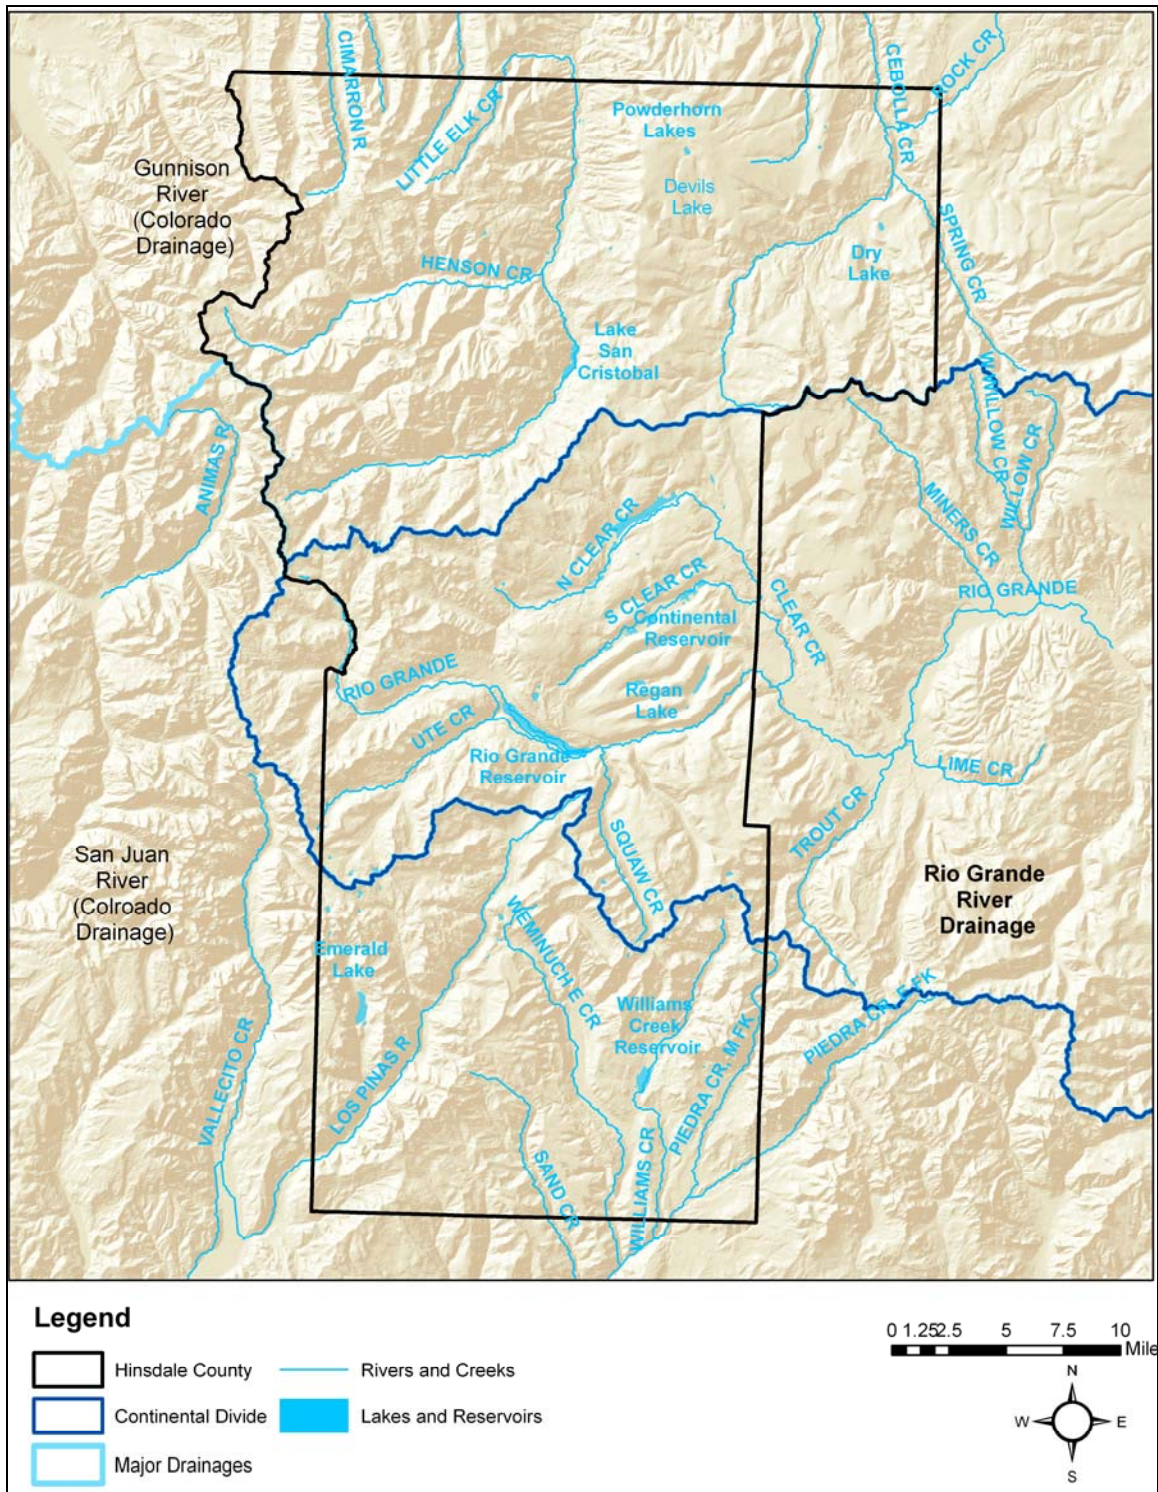 CIMARRON R
LITTLE ELK CR
CEBOLLA CR
ROCK CR
Powderhorn
Lakes
Gunnison
River
(Colorado
Drainage)
Devils
Lake
SPRING CR
Dry
Lake
HENSON CR
Lake
San
Cristobal
W WILLOW CR
WILLOW CR
ANIMAS R
MINERS CR
N CLEAR CR
S CLEAR CR
CLEAR CR
RIO GRANDE
Continental
Reservoir
RIO GRANDE
Regan
Lake
UTE CR
Rio Grande
Reservoir
LIME CR
TROUT CR
SQUAW CR
San Juan
River
(Colroado
Drainage)
Rio Grande
River
Drainage
WEMINUCH E CR
Emerald
Lake
Williams
Creek
Reservoir
PIEDRA CR, E FK
PIEDRA CR, M FK
VALLECITO CR
LOS PINAS R
SAND CR
WILLIAMS CR
Legend
Hinsdale County
Rivers and Creeks
Continental Divide
Lakes and Reservoirs
Major Drainages
0 1.25 2.5 5 7.5 10
Mile
N
W E
S